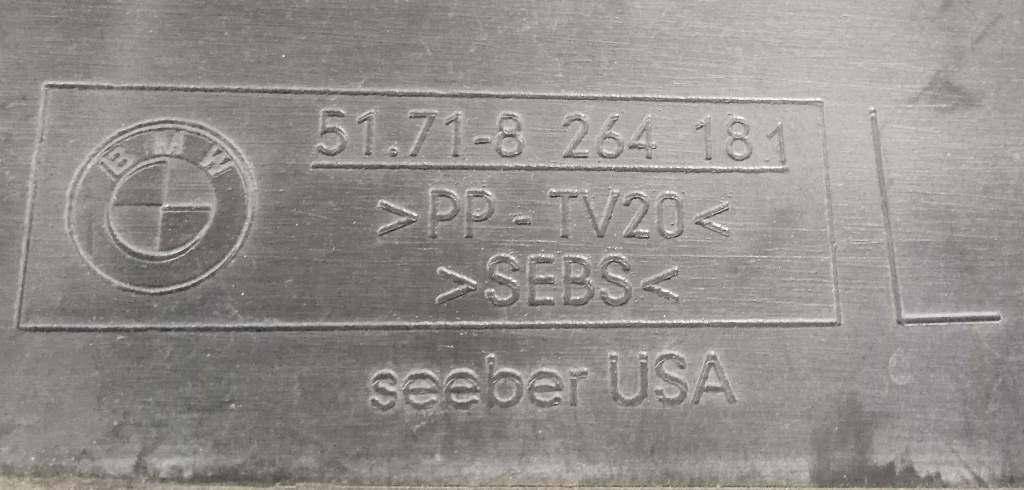 BMW
51.71-8 264 181
>PP - TV20<
>SEBS<
seeber USA